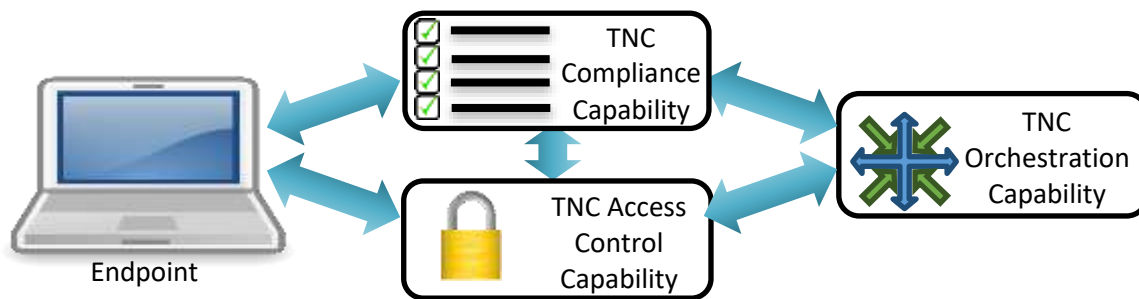 TNC
Compliance
Capability
TNC
Orchestration
Capability
TNC Access
Control
Capability
Endpoint